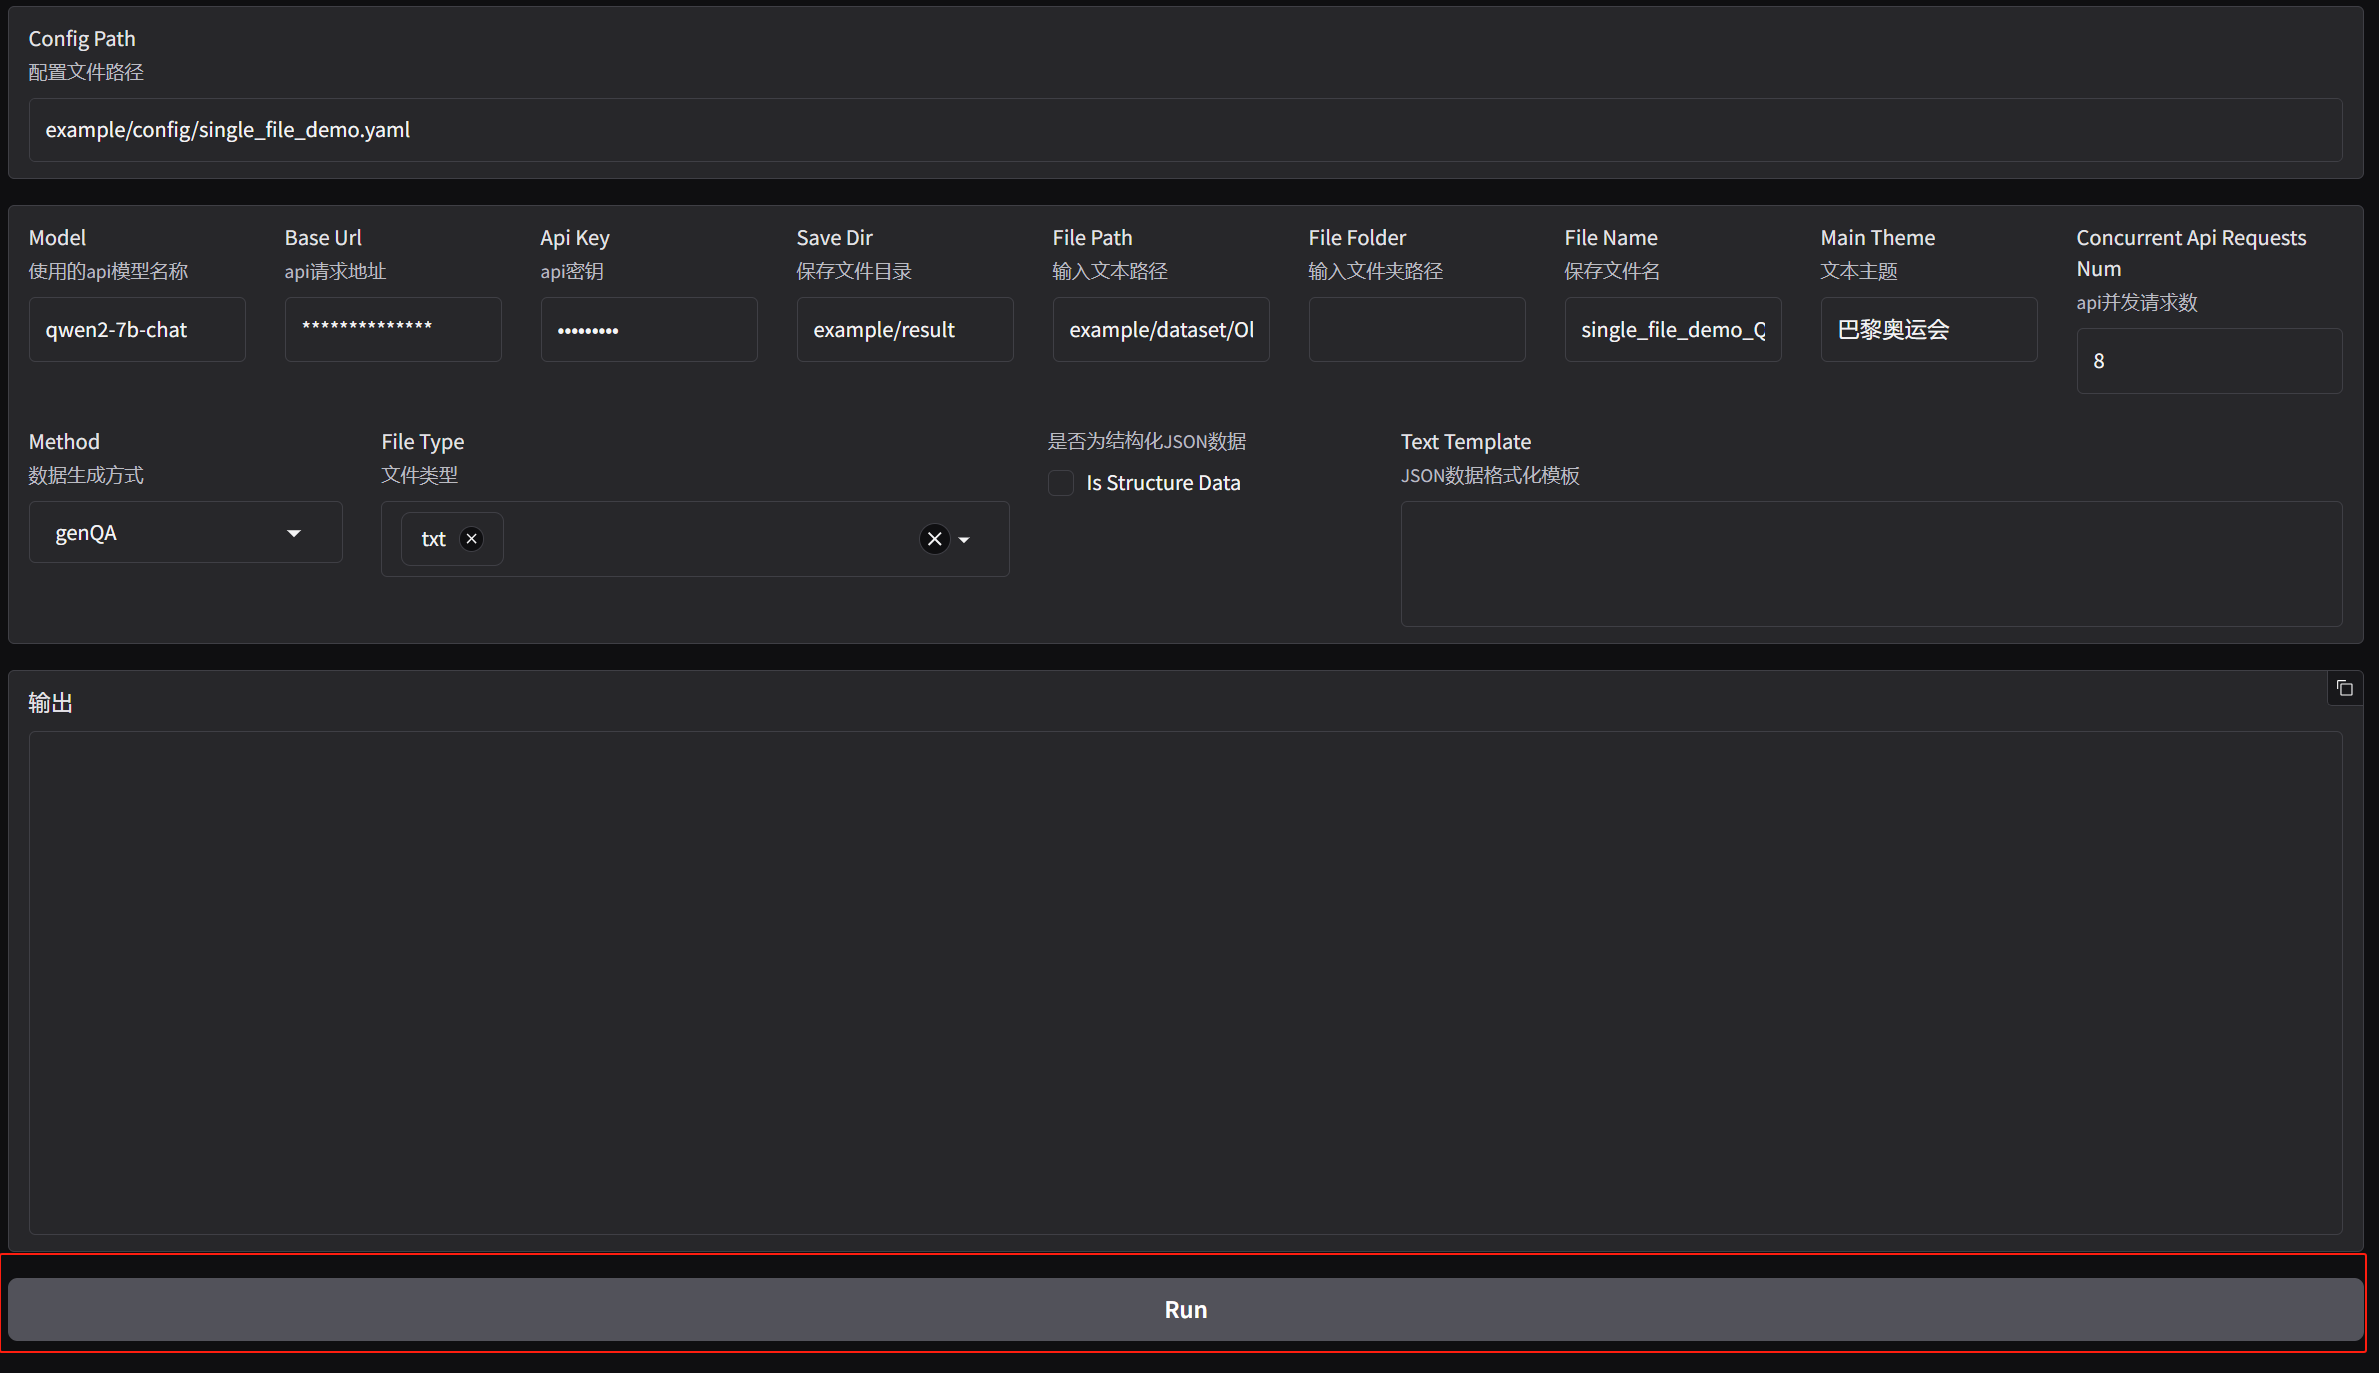 Config Path
配置文件路径
example/config/single_file_demo.yaml
Model
使用的api模型名称
qwen2-7b-chat
Base Url
api请求地址
**************
Api Key
api密钥
•••••••••
Save Dir
保存文件目录
example/result
File Path
输入文本路径
example/dataset/Ol
File Folder
输入文件夹路径
File Name
保存文件名
single_file_demo_Q
Main Theme
文本主题
巴黎奥运会
Concurrent Api Requests
Num
api并发请求数
8
Method
数据生成方式
genQA
File Type
文件类型
txt
是否为结构化JSON数据
Is Structure Data
Text Template
JSON数据格式化模板
输出
Run